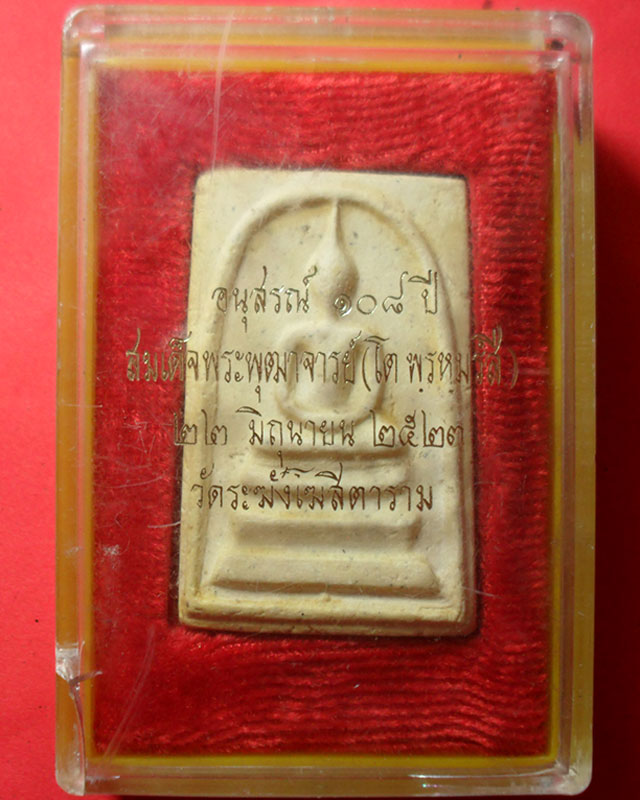 อนุสรณ์ ๑๐๘ ปี
สมเด็จพระพุฒาจารย์ (โต พฺรหฺมรํสี)
๒๒ มิถุนายน ๒๕๒๓
วัดระฆังโฆสิตาราม